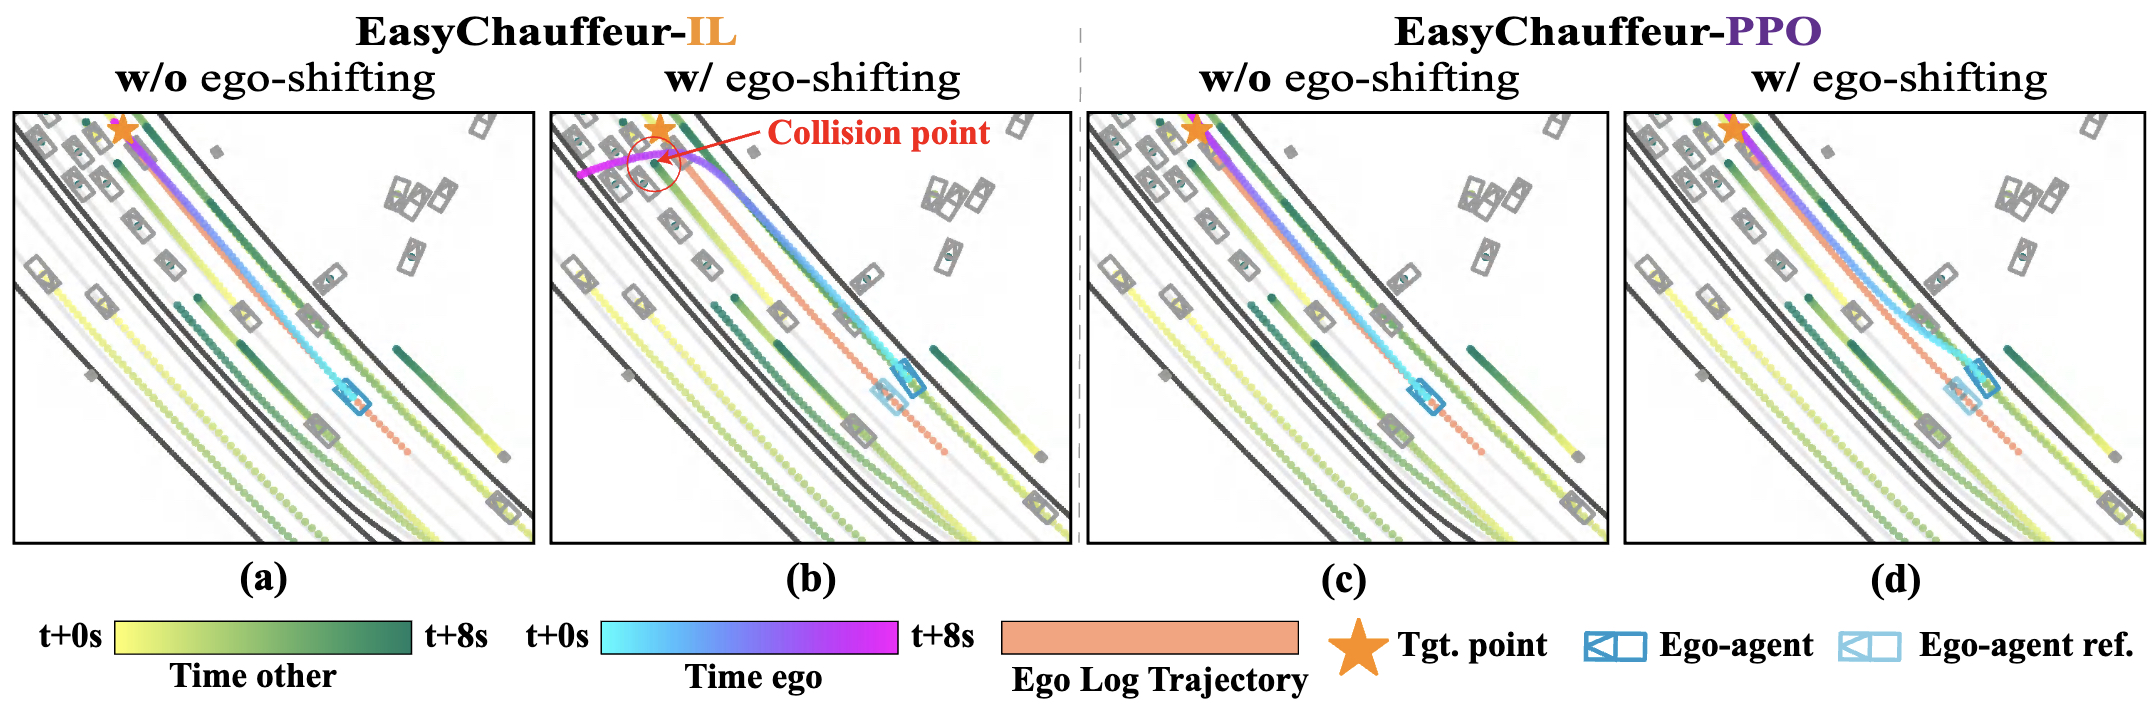 EasyChauffeur-IL
w/o ego-shifting
w/ ego-shifting
Collision point
EasyChauffeur-PPO
w/o ego-shifting
w/ ego-shifting
(a)
(b)
(c)
(d)
t+0s
t+8s
Time other
t+0s
t+8s
Time ego
Ego Log Trajectory
Tgt. point
Ego-agent
Ego-agent ref.